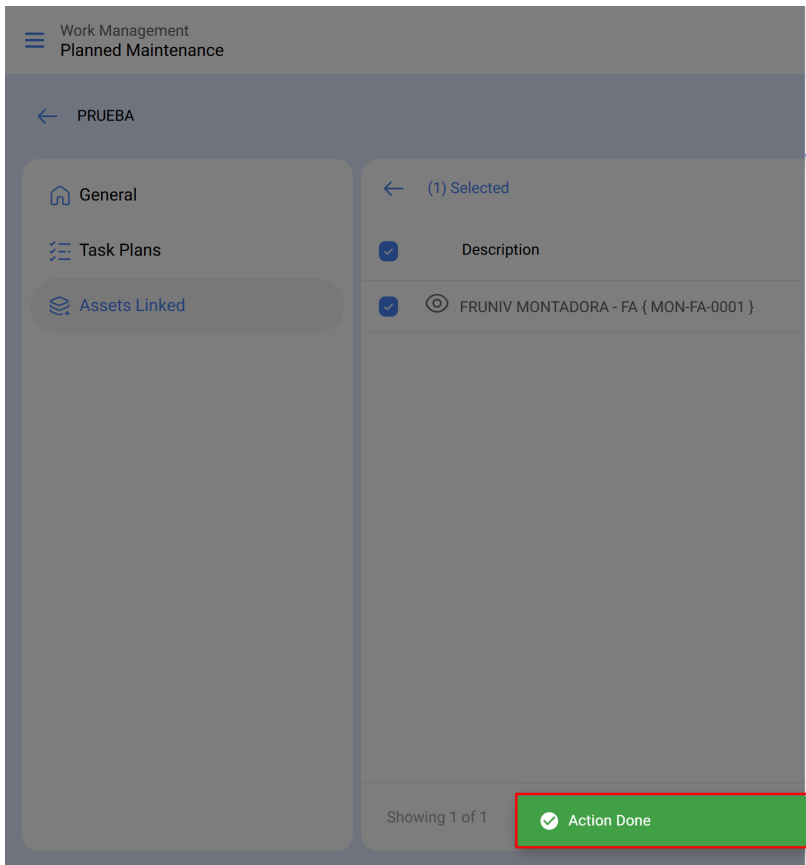 Work Management
Planned Maintenance
PRUEBA
General
Task Plans
Assets Linked
(1) Selected
Description
FRUNIV MONTADORA - FA { MON-FA-0001 }
Showing 1 of 1
Action Done